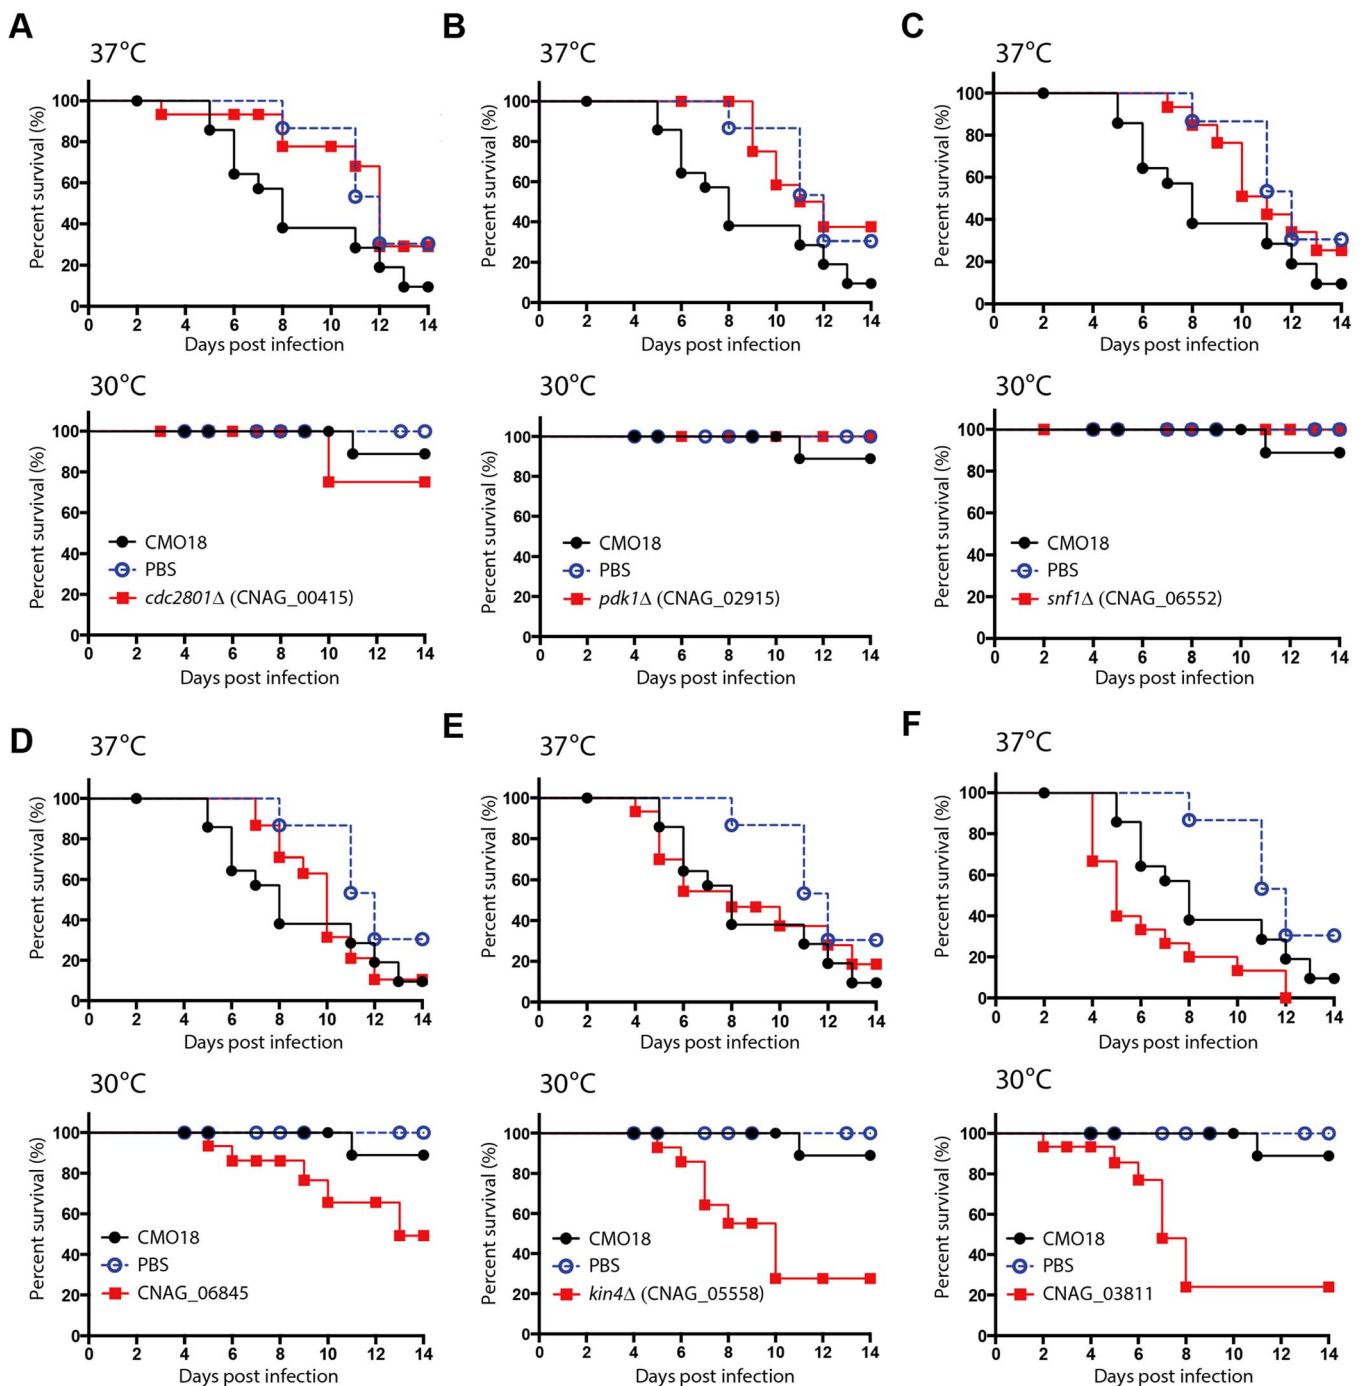 A
37°C
Percent survival (%)
100
80
60
40
20
0
0 2 4 6 8 10 12 14
Days post infection
30°C
Percent survival (%)
100
80
60
40
20
0
CMO18
PBS
cdc2801Δ (CNAG_00415)
0 2 4 6 8 10 12 14
Days post infection
B
37°C
Percent survival (%)
100
80
60
40
20
0
0 2 4 6 8 10 12 14
Days post infection
30°C
Percent survival (%)
100
80
60
40
20
0
CMO18
PBS
pdk1Δ (CNAG_02915)
0 2 4 6 8 10 12 14
Days post infection
C
37°C
Percent survival (%)
100
80
60
40
20
0
0 2 4 6 8 10 12 14
Days post infection
30°C
Percent survival (%)
100
80
60
40
20
0
CMO18
PBS
snf1Δ (CNAG_06552)
0 2 4 6 8 10 12 14
Days post infection
D
37°C
Percent survival (%)
100
80
60
40
20
0
0 2 4 6 8 10 12 14
Days post infection
30°C
Percent survival (%)
100
80
60
40
20
0
CMO18
PBS
CNAG_06845
0 2 4 6 8 10 12 14
Days post infection
E
37°C
Percent survival (%)
100
80
60
40
20
0
0 2 4 6 8 10 12 14
Days post infection
30°C
Percent survival (%)
100
80
60
40
20
0
CMO18
PBS
kin4Δ (CNAG_05558)
0 2 4 6 8 10 12 14
Days post infection
F
37°C
Percent survival (%)
100
80
60
40
20
0
0 2 4 6 8 10 12 14
Days post infection
30°C
Percent survival (%)
100
80
60
40
20
0
CMO18
PBS
CNAG_03811
0 2 4 6 8 10 12 14
Days post infection